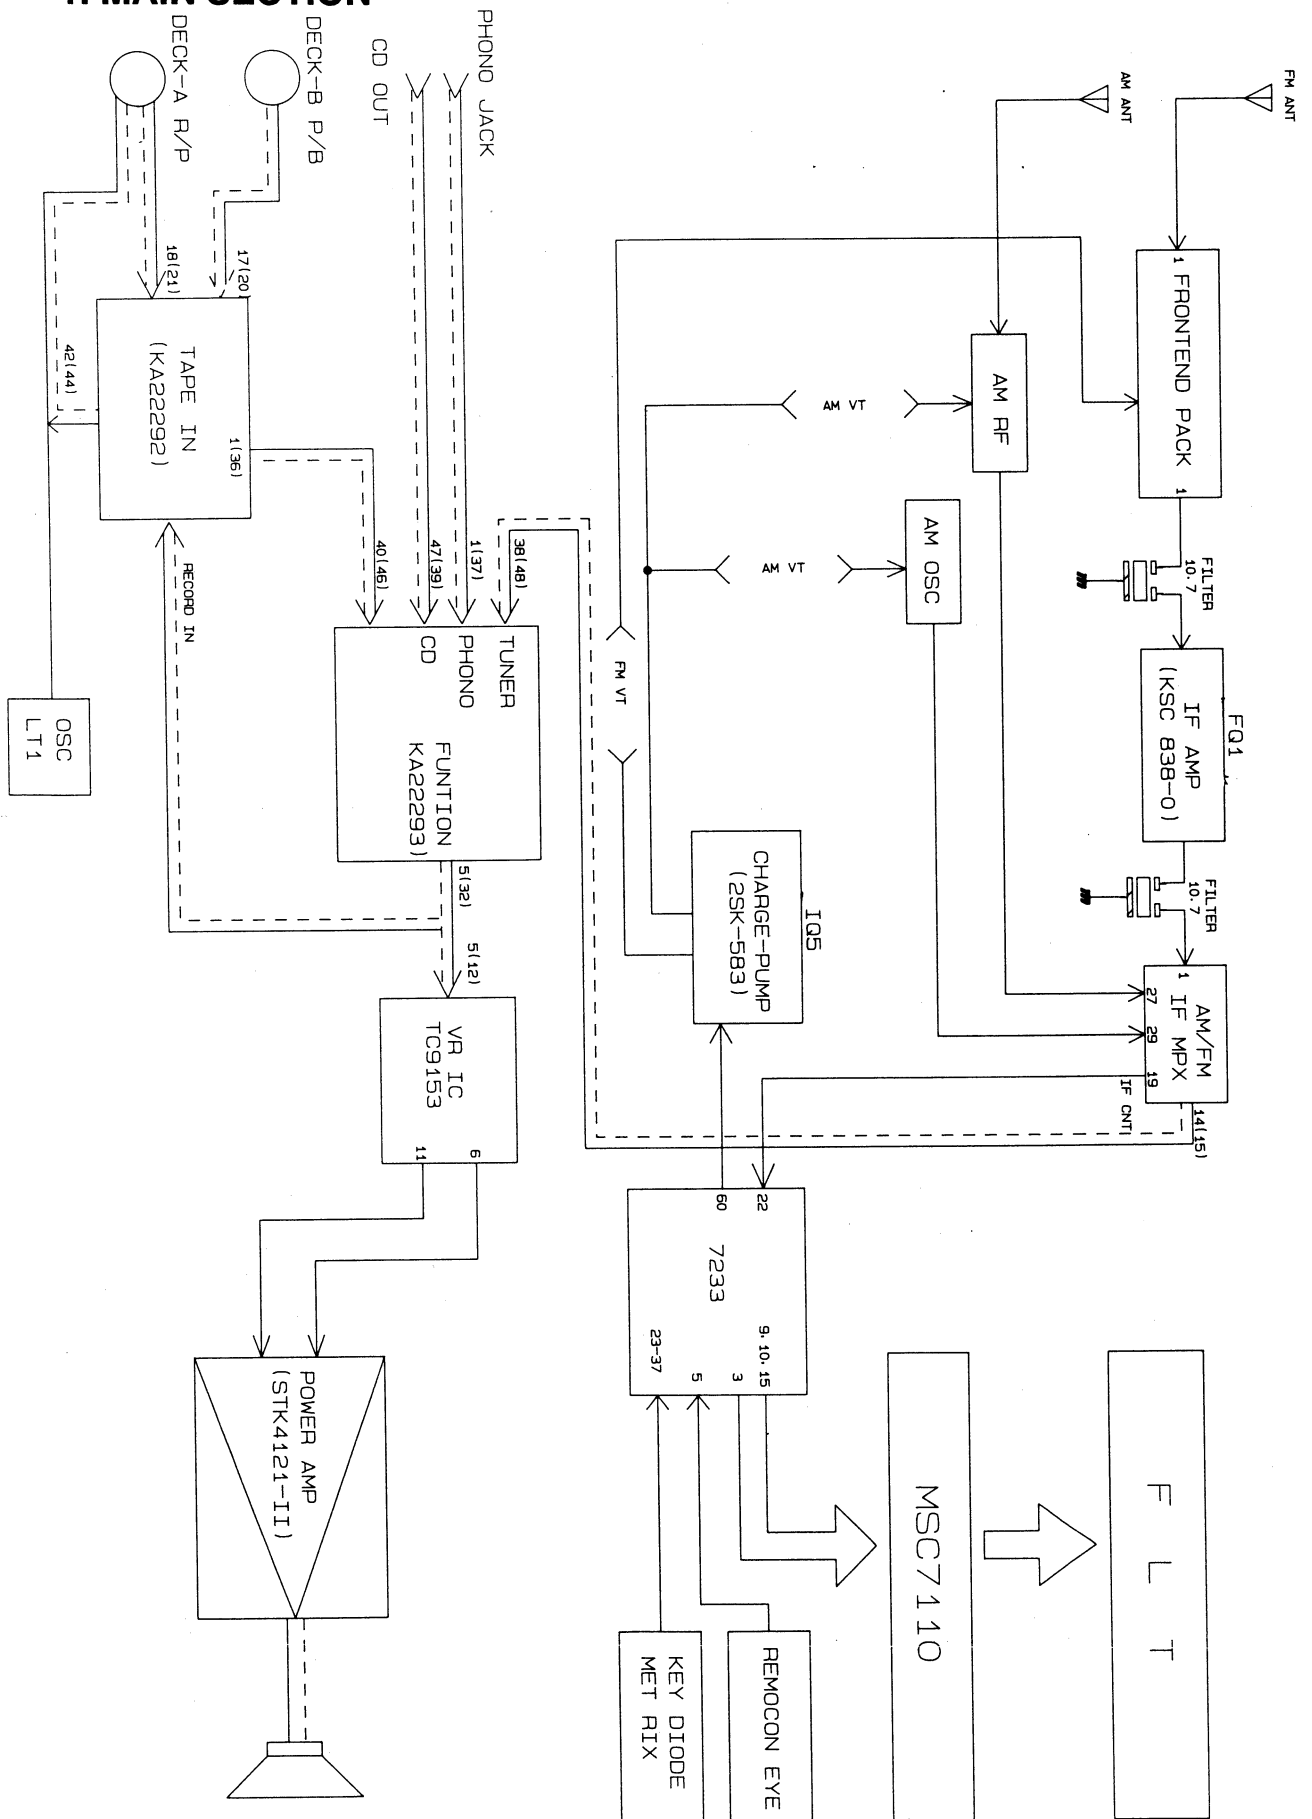 FM ANT
1
FRONTEND PACK
1
FILTER
10.7
FQ1
IF AMP
(KSC 838-O)
FILTER
10.7
1
AM/FM
IF MPX
27
29
19
IF CNT
14(15)
AM ANT
AM RF
AM VT
AM OSC
AM VT
FM VT
IQ5
CHARGE-PUMP
(2SK-583)
22
60
7233
9, 10, 15
3
5
23-37
MSC7110
F L T
REMOCON EYE
KEY DIODE
MET RIX
PHONO JACK
CD OUT
DECK-B P/B
DECK-A R/P
17(20)
18(21)
TAPE IN
(KA22292)
42(44)
1(36)
RECORD IN
OSC
LT1
38(48)
1(37)
47(39)
40(46)
TUNER
PHONO
CD
FUNTION
KA22293)
5(32)
5(12)
VR IC
TC9153
6
11
POWER AMP
(STK4121-II)